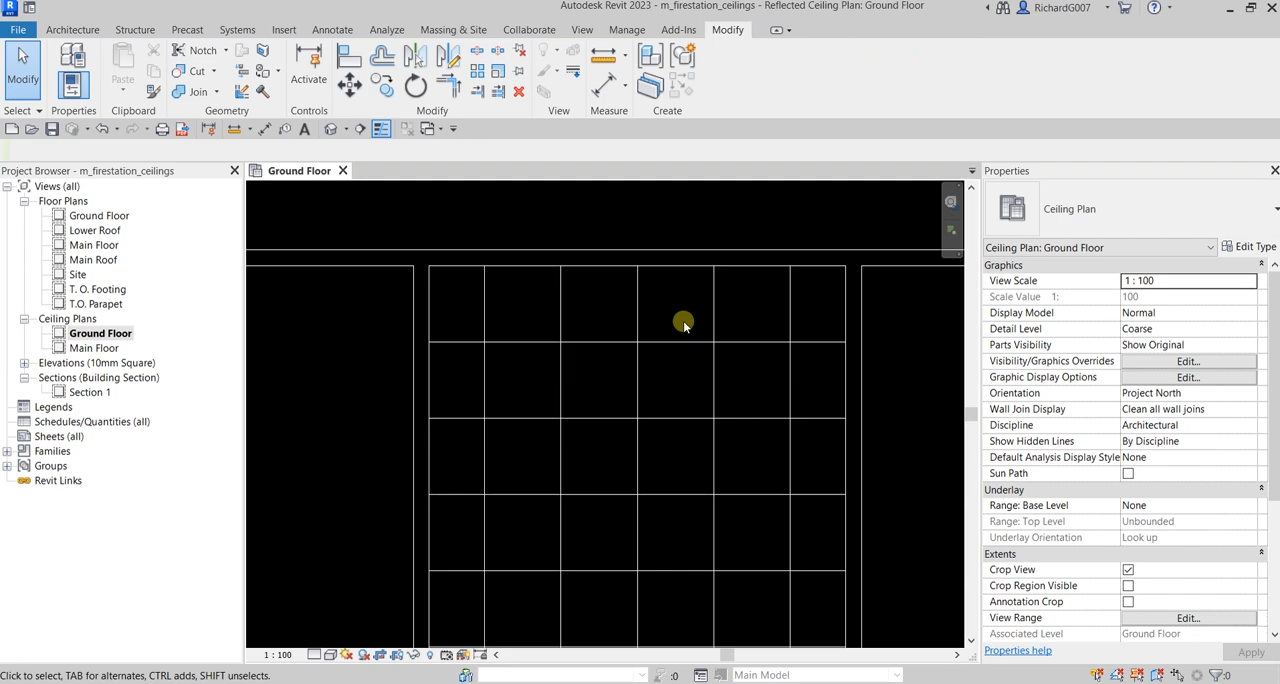 Autodesk Revit 2023 - m_firestation_ceilings - Reflected Ceiling Plan: Ground Floor
RichardG007
File Architecture Structure Precast Systems Insert Annotate Analyze Massing & Site Collaborate View Manage Add-Ins Modify
Modify
Paste
Notch
Cut
Join
Activate
Select Properties Clipboard Geometry Controls Modify View Measure Create
Project Browser - m_firestation_ceilings
Ground Floor
Properties
Views (all)
Floor Plans
Ground Floor
Lower Roof
Main Floor
Main Roof
Site
T. O. Footing
T.O. Parapet
Ceiling Plans
Ground Floor
Main Floor
Elevations (10mm Square)
Sections (Building Section)
Section 1
Legends
Schedules/Quantities (all)
Sheets (all)
Families
Groups
Revit Links
Ceiling Plan
Ceiling Plan: Ground Floor Edit Type
Graphics
View Scale 1 : 100
Scale Value 1: 100
Display Model Normal
Detail Level Coarse
Parts Visibility Show Original
Visibility/Graphics Overrides Edit...
Graphic Display Options Edit...
Orientation Project North
Wall Join Display Clean all wall joins
Discipline Architectural
Show Hidden Lines By Discipline
Default Analysis Display Style None
Sun Path
Underlay
Range: Base Level None
Range: Top Level Unbounded
Underlay Orientation Look up
Extents
Crop View
Crop Region Visible
Annotation Crop
View Range Edit...
Associated Level Ground Floor
Properties help Apply
1 : 100
Click to select, TAB for alternates, CTRL adds, SHIFT unselects.
:0
Main Model
:0